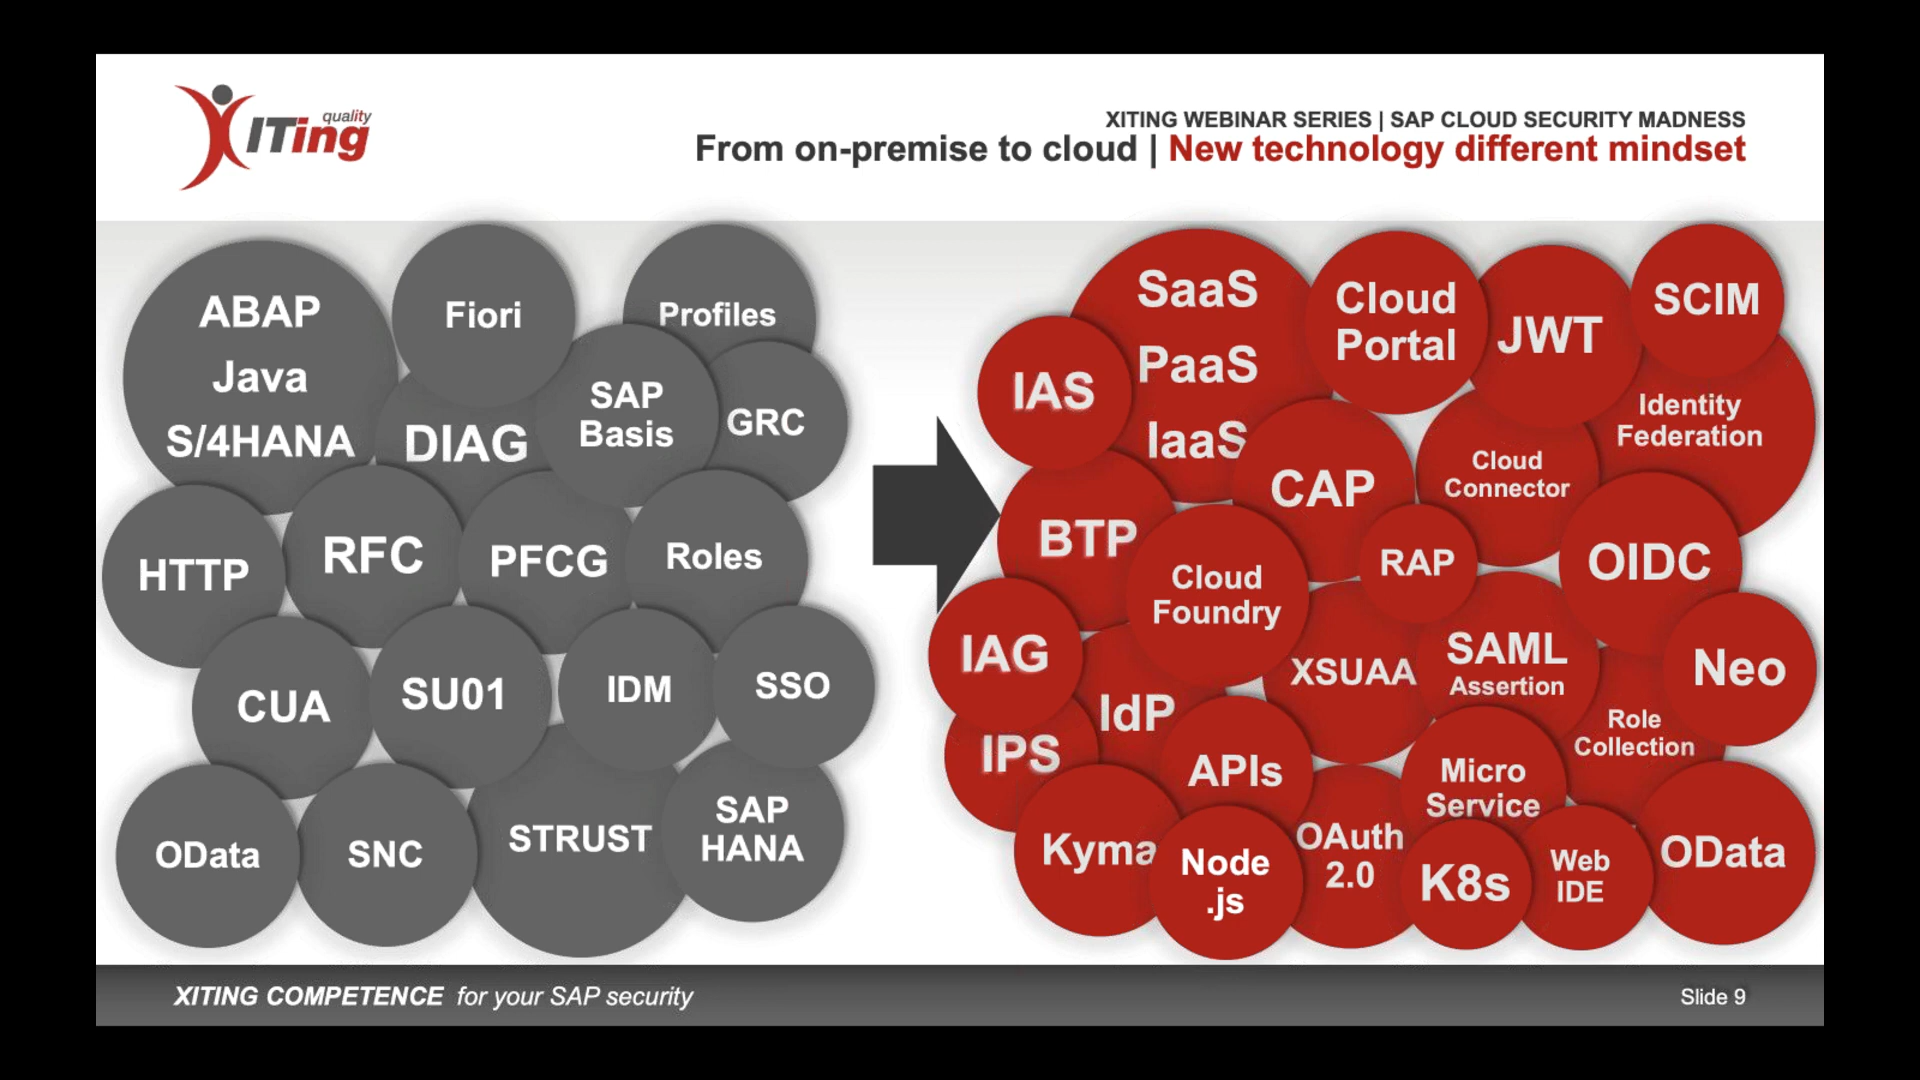 quality
XITing
XITING WEBINAR SERIES | SAP CLOUD SECURITY MADNESS
From on-premise to cloud | New technology different mindset
ABAP
Java
S/4HANA
Fiori
Profiles
DIAG
SAP
Basis
GRC
HTTP
RFC
PFCG
Roles
CUA
SU01
IDM
SSO
OData
SNC
STRUST
SAP
HANA
SaaS
PaaS
IaaS
Cloud
Portal
JWT
SCIM
IAS
Identity
Federation
CAP
Cloud
Connector
BTP
Cloud
Foundry
RAP
OIDC
IAG
IdP
XSUAA
SAML
Assertion
Neo
IPS
APIs
Role
Collection
Micro
Service
Kyma
Node
.js
OAuth
2.0
K8s
Web
IDE
OData
XITING COMPETENCE for your SAP security
Slide 9